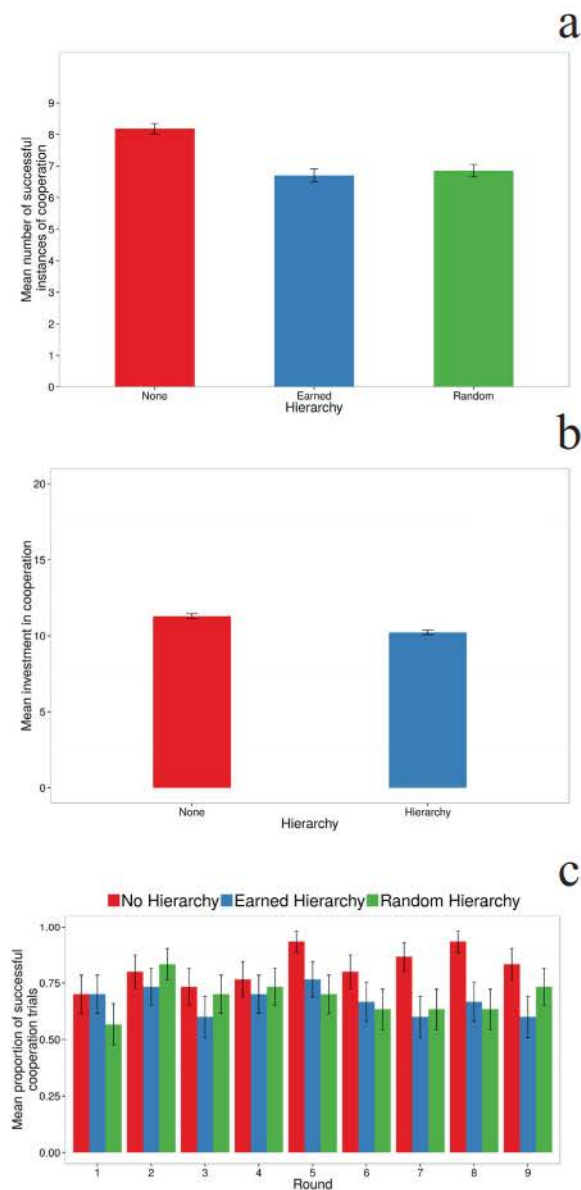 a
Mean number of successful
instances of cooperation
9
8
7
6
5
4
3
2
1
0
None Earned Random
Hierarchy
b
Mean investment in cooperation
20
15
10
5
0
None Hierarchy
Hierarchy
c
No Hierarchy Earned Hierarchy Random Hierarchy
Mean proportion of successful
cooperation trials
1.00
0.75
0.50
0.25
0.00
1 2 3 4 5 6 7 8 9
Round